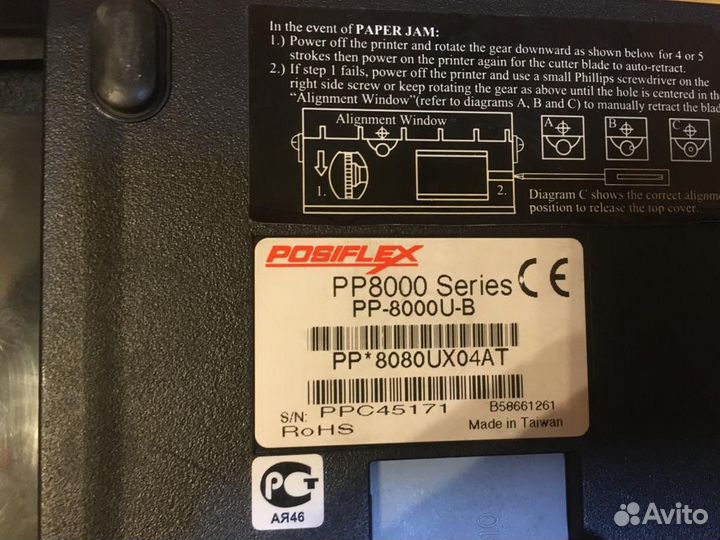 In the event of PAPER JAM:
1.) Power off the printer and rotate the gear downward as shown below for 4 or 5
strokes then power on the printer again for the cutter blade to auto-retract.
2.) If step 1 fails, power off the printer and use a small Phillips screwdriver on the
right side screw or keep rotating the gear as above until the hole is centered in the
"Alignment Window"(refer to diagrams A, B and C) to manually retract the
Alignment Window
A B C
1. 2.
Diagram C shows the correct
position to release the top cover.
POSIFLEX
PP8000 Series CE
PP-8000U-B
PP*8080UX04AT
S/N: PPC45171 B58661261
RoHS Made in Taiwan
РСТ
АЯ46
Avito